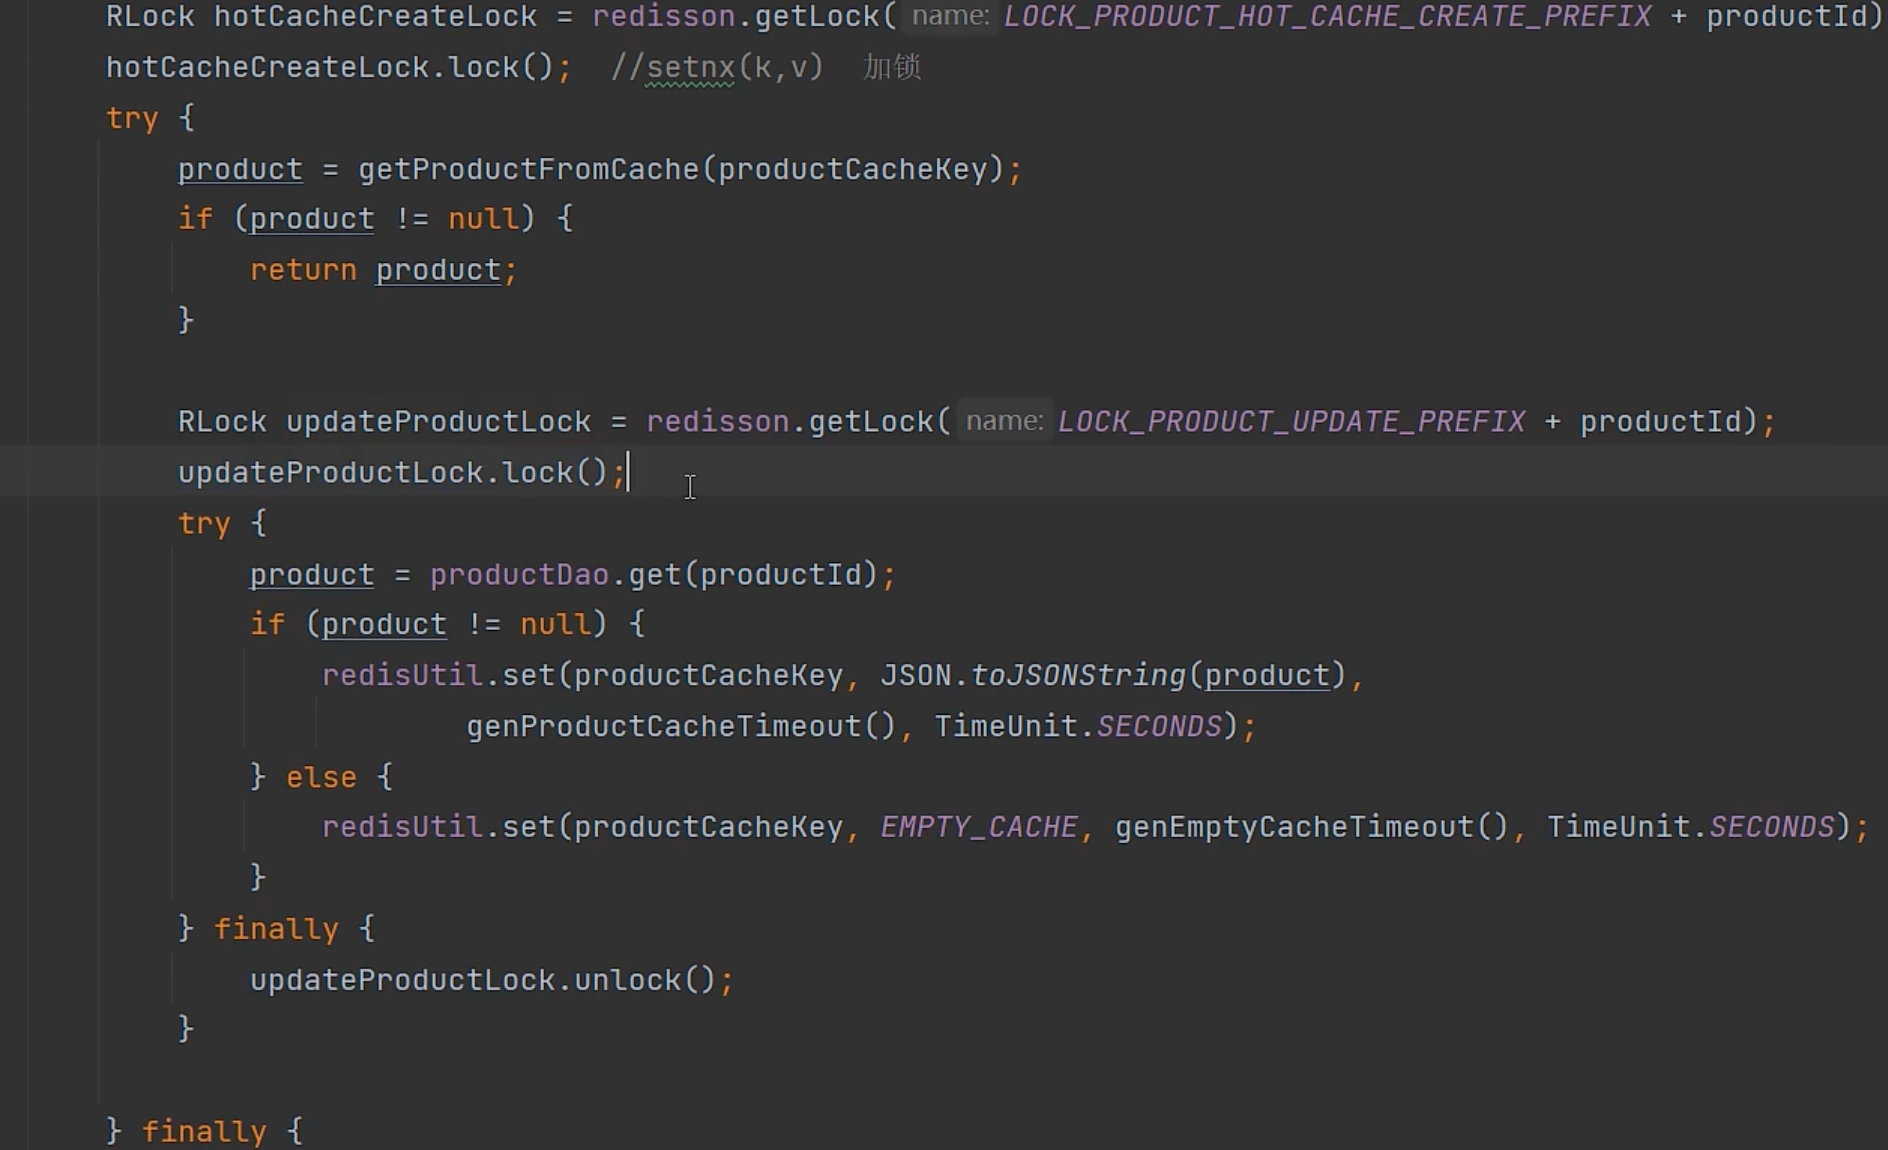 RLock hotCacheCreateLock = redisson.getLock( name: LOCK_PRODUCT_HOT_CACHE_CREATE_PREFIX + productId)
hotCacheCreateLock.lock(); //setnx(k,v) 加锁
try {
product = getProductFromCache(productCacheKey);
if (product != null) {
return product;
}
RLock updateProductLock = redisson.getLock( name: LOCK_PRODUCT_UPDATE_PREFIX + productId);
updateProductLock.lock();
try {
product = productDao.get(productId);
if (product != null) {
redisUtil.set(productCacheKey, JSON.toJSONString(product),
genProductCacheTimeout(), TimeUnit.SECONDS);
} else {
redisUtil.set(productCacheKey, EMPTY_CACHE, genEmptyCacheTimeout(), TimeUnit.SECONDS);
}
} finally {
updateProductLock.unlock();
}
} finally {